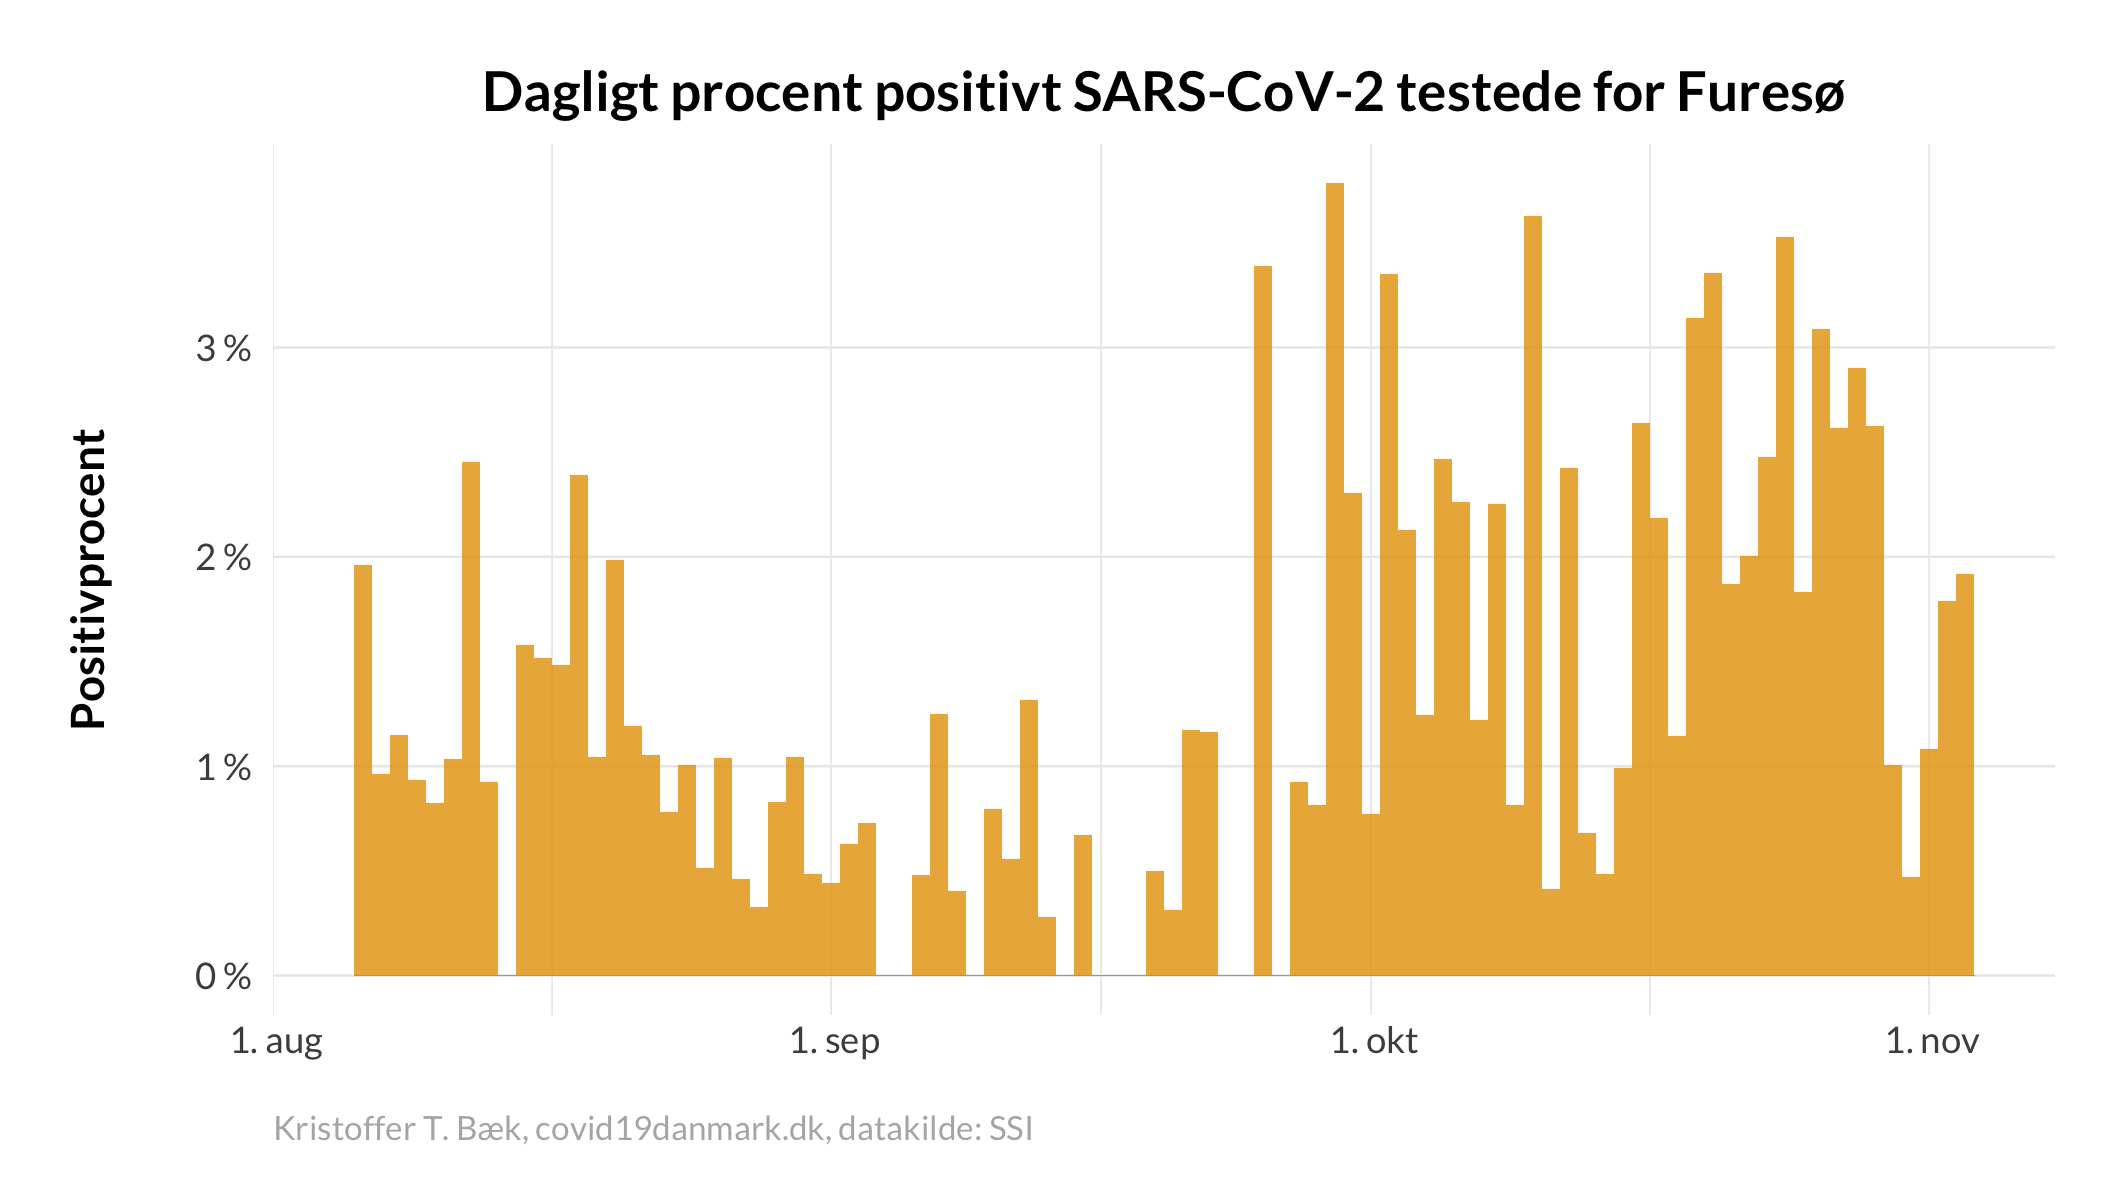 Dagligt procent positivt SARS-CoV-2 testede for Furesø
Positivprocent
3 %
2 %
1 %
0 %
1. aug
1. sep
1. okt
1. nov
Kristoffer T. Bæk, covid19danmark.dk, datakilde: SSI